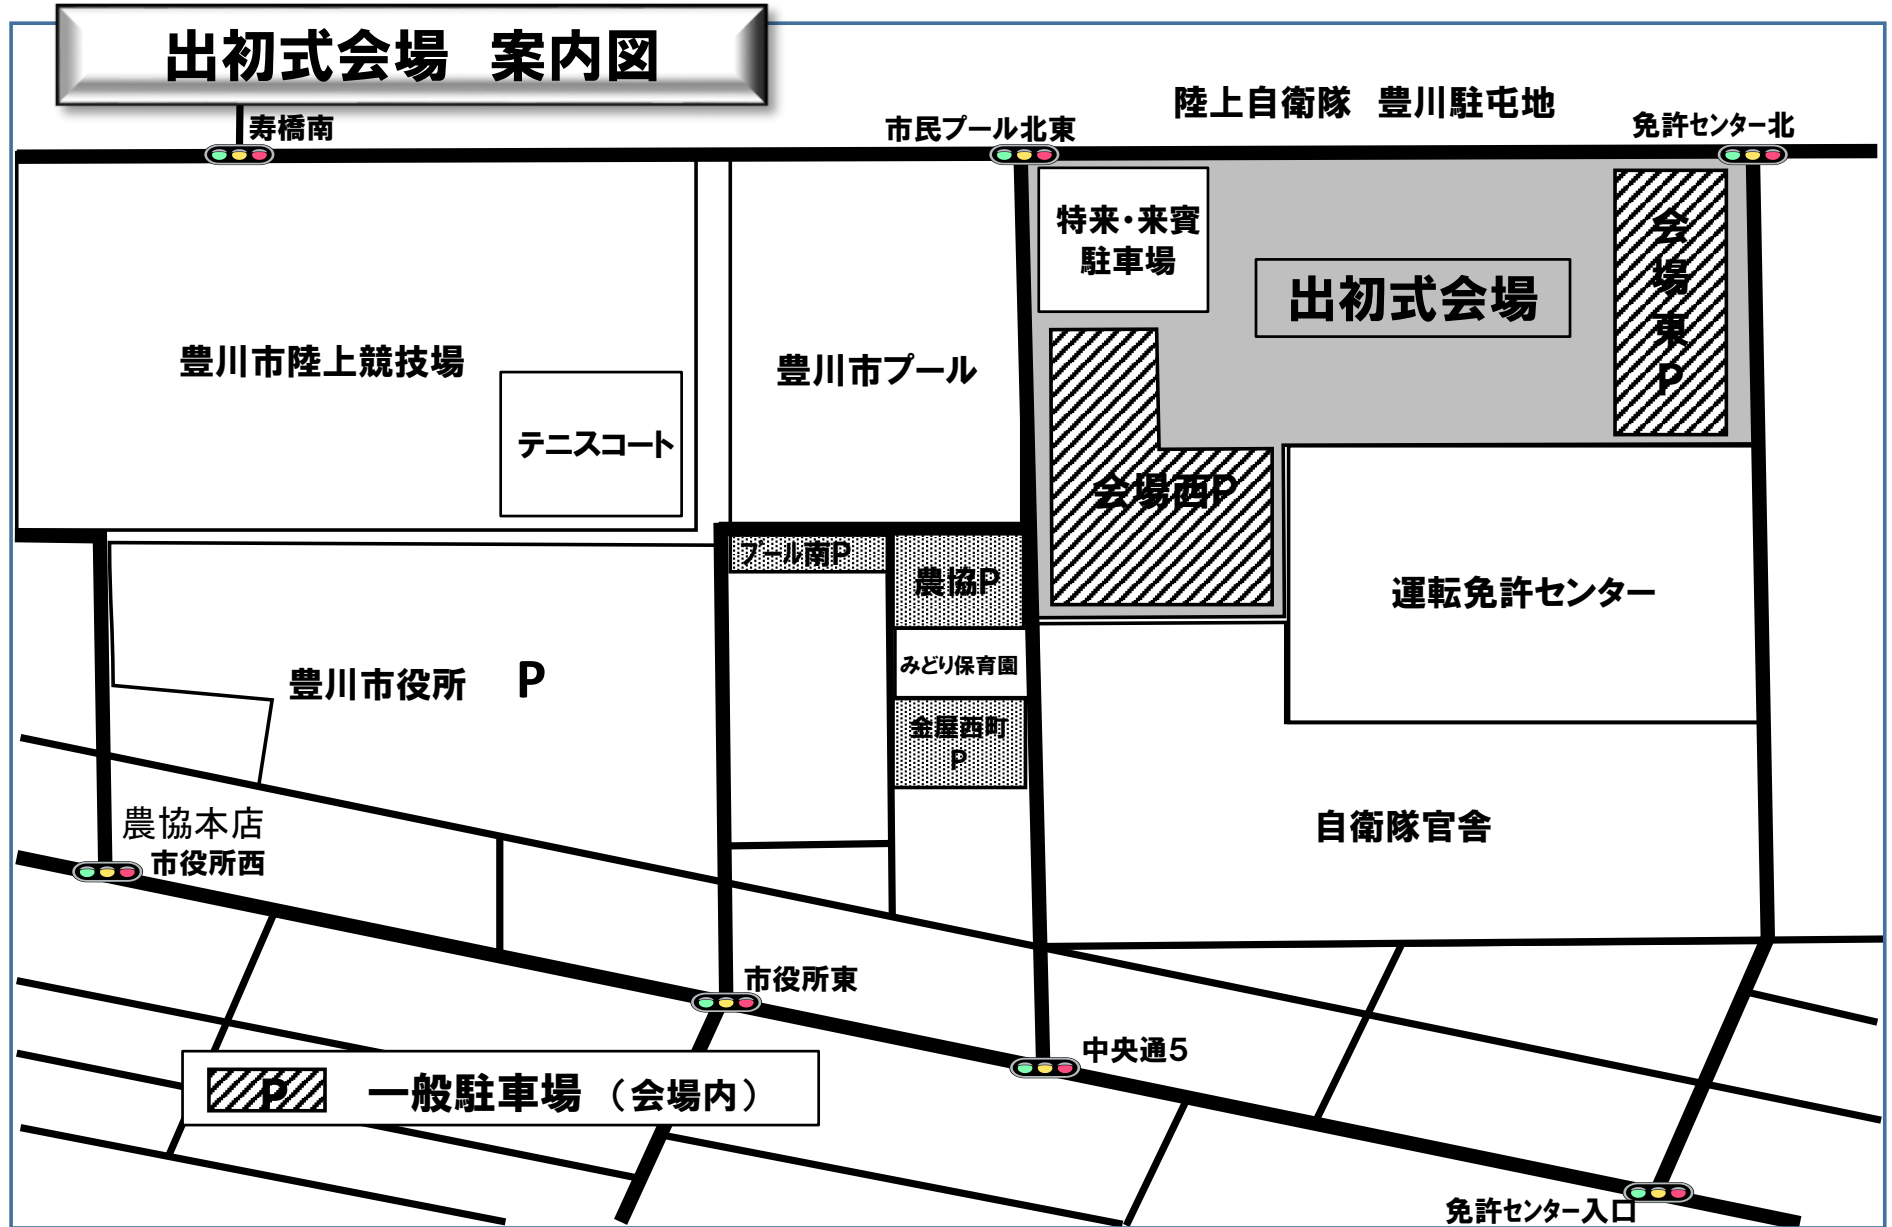 出初式会場　案内図
陸上自衛隊　豊川駐屯地
寿橋南
市民プール北東
免許センター北
特来・来賓
駐車場
会場東P
出初式会場
豊川市陸上競技場
豊川市プール
テニスコート
会場西P
プール南P
農協P
運転免許センター
みどり保育園
豊川市役所　P
金屋西町
P
農協本店
市役所西
自衛隊官舎
市役所東
中央通5
P　一般駐車場（会場内）
免許センター入口